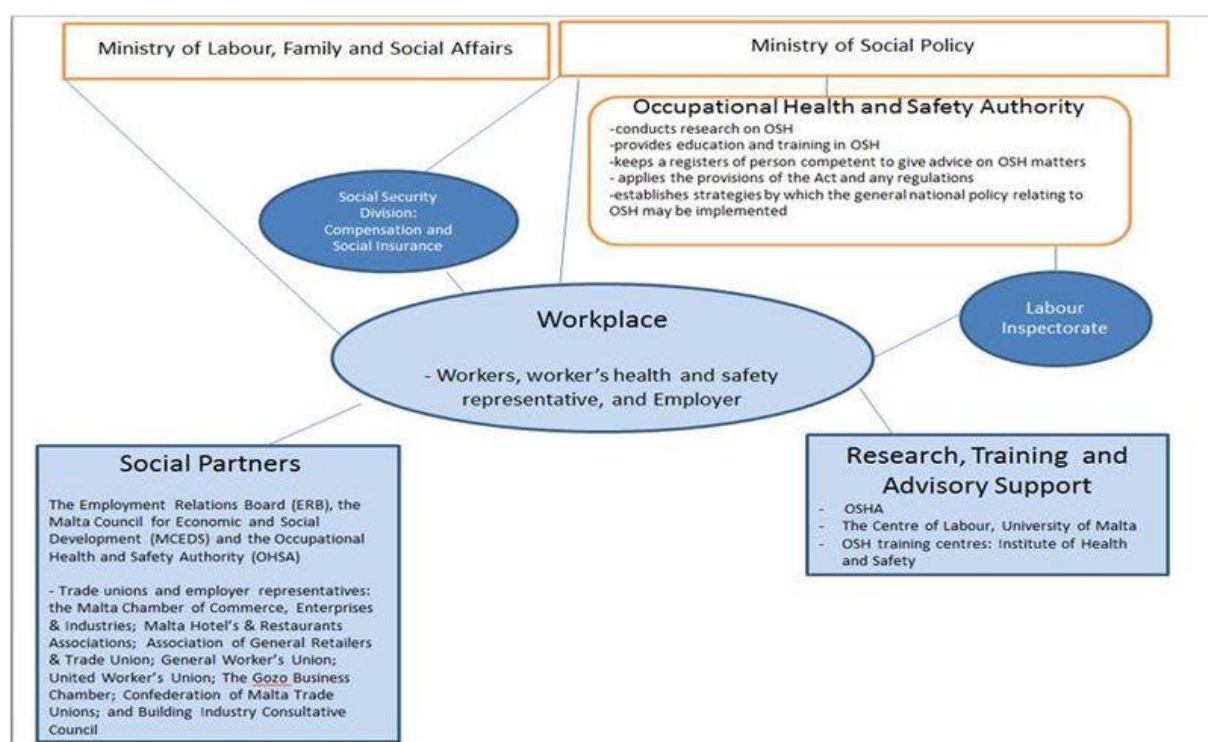 Ministry of Labour, Family and Social Affairs
Ministry of Social Policy
Occupational Health and Safety Authority
-conducts research on OSH
-provides education and training in OSH
-keeps a registers of person competent to give advice on OSH matters
- applies the provisions of the Act and any regulations
-establishes strategies by which the general national policy relating to
OSH may be implemented
Social Security
Division:
Compensation and
Social Insurance
Labour
Inspectorate
Workplace
- Workers, worker's health and safety
representative, and Employer
Social Partners
The Employment Relations Board (ERB), the
Malta Council for Economic and Social
Development (MCEDS) and the Occupational
Health and Safety Authority (OHSA)
- Trade unions and employer representatives:
the Malta Chamber of Commerce, Enterprises
& Industries; Malta Hotel's & Restaurants
Associations; Association of General Retailers
& Trade Union; General Worker's Union;
United Worker's Union; The Gozo Business
Chamber; Confederation of Malta Trade
Unions; and Building Industry Consultative
Council
Research, Training and
Advisory Support
- OSHA
- The Centre of Labour, University of Malta
- OSH training centres: Institute of Health
and Safety